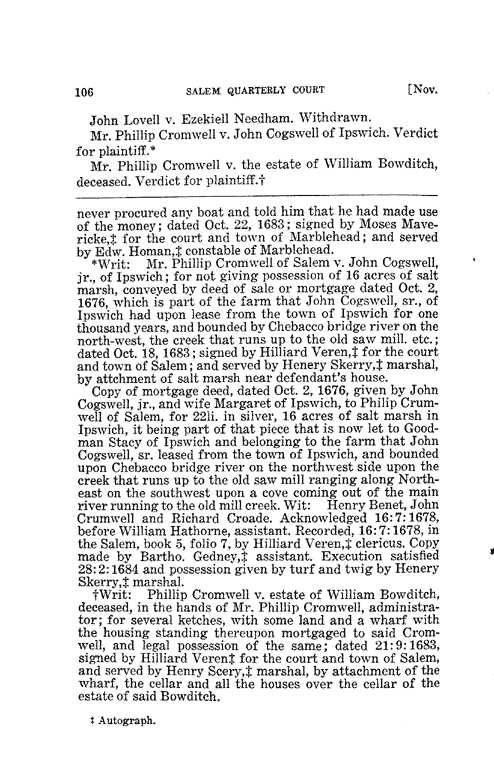 106 SALEM QUARTERLY COURT [Nov.
John Lovell v. Ezekiell Needham. Withdrawn.
Mr. Phillip Cromwell v. John Cogswell of Ipswich. Verdict
for plaintiff.*
Mr. Phillip Cromwell v. the estate of William Bowditch,
deceased. Verdict for plaintiff.†
never procured any boat and told him that he had made use
of the money; dated Oct. 22, 1683; signed by Moses Mave-
ricke,‡ for the court and town of Marblehead; and served
by Edw. Homan,‡ constable of Marblehead.
*Writ: Mr. Phillip Cromwell of Salem v. John Cogswell,
jr., of Ipswich; for not giving possession of 16 acres of salt
marsh, conveyed by deed of sale or mortgage dated Oct. 2,
1676, which is part of the farm that John Cogswell, sr., of
Ipswich had upon lease from the town of Ipswich for one
thousand years, and bounded by Chebacco bridge river on the
north-west, the creek that runs up to the old saw mill. etc.;
dated Oct. 18, 1683; signed by Hilliard Veren,‡ for the court
and town of Salem; and served by Henery Skerry,‡ marshal,
by attchment of salt marsh near defendant's house.
Copy of mortgage deed, dated Oct. 2, 1676, given by John
Cogswell, jr., and wife Margaret of Ipswich, to Philip Crum-
well of Salem, for 22li. in silver, 16 acres of salt marsh in
Ipswich, it being part of that piece that is now let to Good-
man Stacy of Ipswich and belonging to the farm that John
Cogswell, sr. leased from the town of Ipswich, and bounded
upon Chebacco bridge river on the northwest side upon the
creek that runs up to the old saw mill ranging along North-
east on the southwest upon a cove coming out of the main
river running to the old mill creek. Wit: Henry Benet, John
Crumwell and Richard Croade. Acknowledged 16:7:1678,
before William Hathorne, assistant. Recorded, 16:7:1678, in
the Salem, book 5, folio 7, by Hilliard Veren,‡ clericus. Copy
made by Bartho. Gedney,‡ assistant. Execution satisfied
28:2:1684 and possession given by turf and twig by Henery
Skerry,‡ marshal.
†Writ: Phillip Cromwell v. estate of William Bowditch,
deceased, in the hands of Mr. Phillip Cromwell, administra-
tor; for several ketches, with some land and a wharf with
the housing standing thereupon mortgaged to said Crom-
well, and legal possession of the same; dated 21:9:1683,
signed by Hilliard Veren‡ for the court and town of Salem,
and served by Henry Scery,‡ marshal, by attachment of the
wharf, the cellar and all the houses over the cellar of the
estate of said Bowditch.
‡ Autograph.